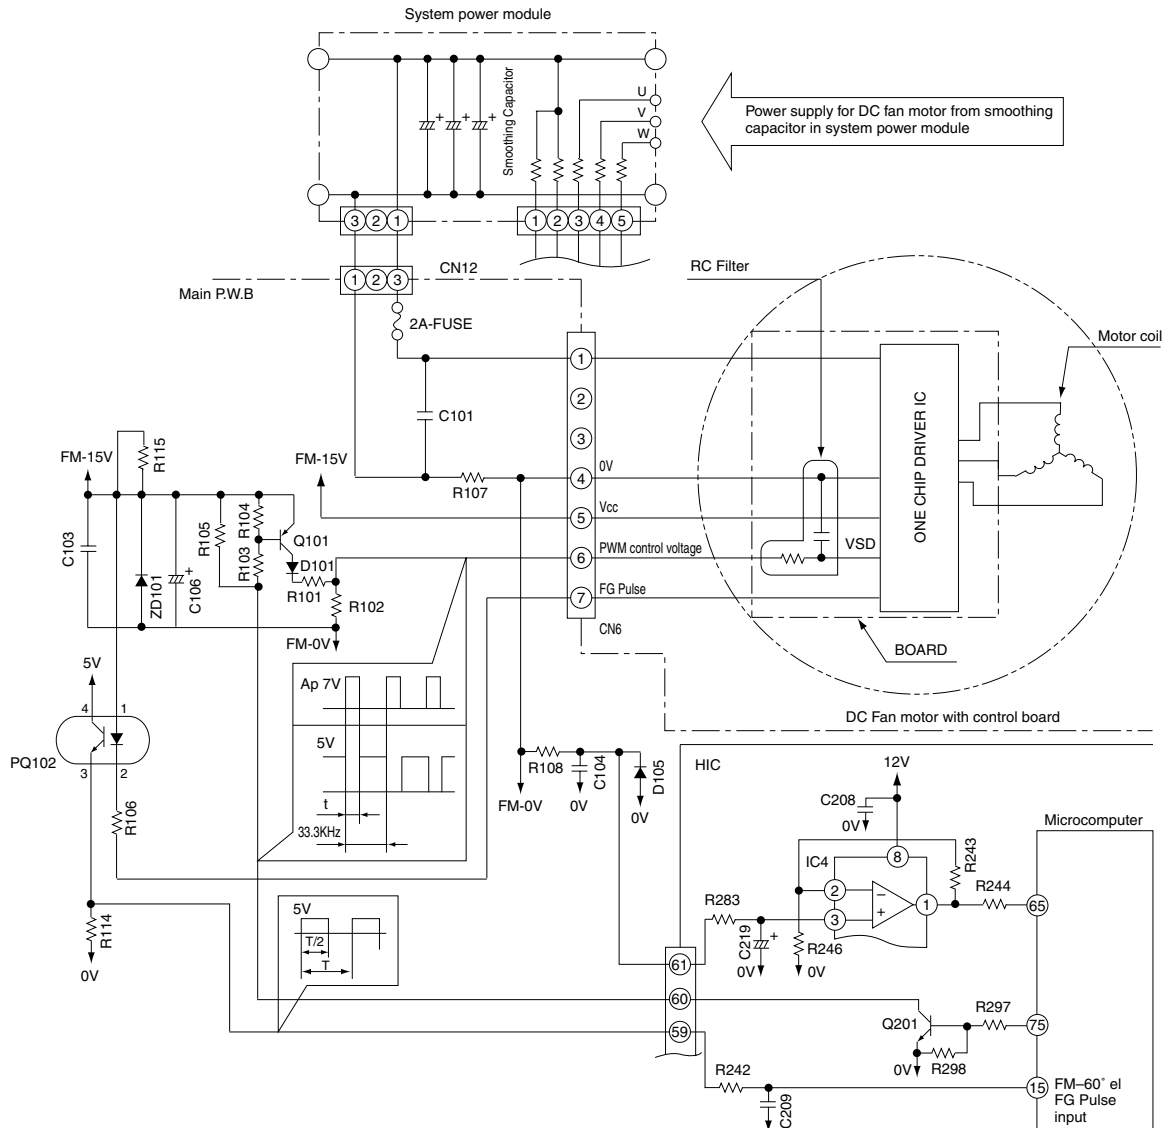 System power module
Smoothing Capacitor
+ + +
U
V
W
Power supply for DC fan motor from smoothing
capacitor in system power module
3 2 1
1 2 3 4 5
CN12
1 2 3
Main P.W.B
2A-FUSE
RC Filter
Motor coil
1
2
3
4
5
6
7
C101
0V
Vcc
PWM control voltage
FG Pulse
CN6
R107
FM-15V
VSD
ONE CHIP DRIVER IC
BOARD
DC Fan motor with control board
FM-15V
R115
C103
ZD101
C106
+
R105
R104
R103
Q101
D101
R101
R102
FM-0V
Ap 7V
5V
t
33.3KHz
5V
4 1
PQ102
3 2
R106
R114
0V
5V
T/2
T
R108
C104
D105
FM-0V
0V
0V
HIC
12V
C208
0V
IC4
8
2
3
1
−
+
R243
R244
65
Microcomputer
R283
C219
+
0V
R246
0V
61
60
59
Q201
R297
75
R298
0V
R242
C209
15
FM–60˚ el
FG Pulse
input